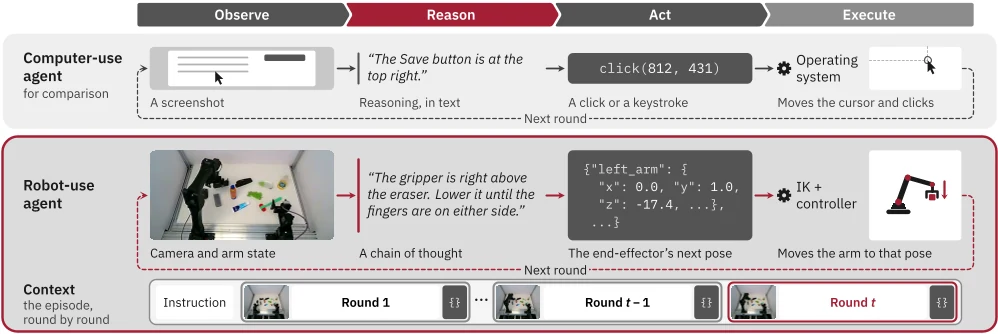 Observe
Reason
Act
Execute
Computer-use
agent
for comparison
A screenshot
“The Save button is at the
top right.”
Reasoning, in text
click(812, 431)
A click or a keystroke
Operating
system
Moves the cursor and clicks
Next round
Robot-use
agent
Camera and arm state
“The gripper is right above
the eraser. Lower it until the
fingers are on either side.”
A chain of thought
{"left_arm": {
"x": 0.0, "y": 1.0,
"z": -17.4, ...},
...}
The end-effector’s next pose
IK +
controller
Moves the arm to that pose
Next round
Context
the episode,
round by round
Instruction
Round 1
{}
...
Round t – 1
{}
Round t
{}